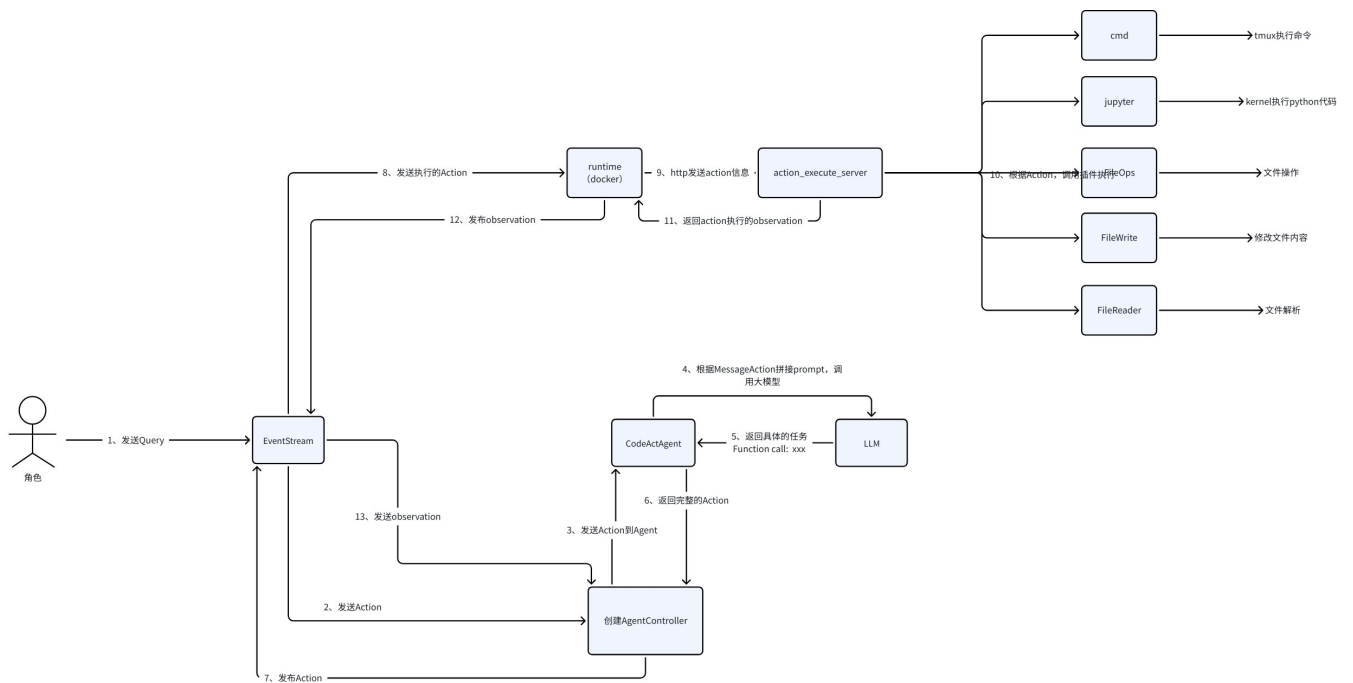 cmd
tmux执行命令
jupyter
kernel执行python代码
8、发送执行的Action
runtime
（docker）
9、http发送action信息
action_execute_server
10、根据Action，调用插件执行
FileOps
文件操作
12、发布observation
11、返回action执行的observation
FileWrite
修改文件内容
FileReader
文件解析
4、根据MessageAction拼接prompt，调
用大模型
1、发送Query
EventStream
CodeActAgent
5、返回具体的任务
Function call: xxx
LLM
角色
6、返回完整的Action
13、发送observation
3、发送Action到Agent
2、发送Action
创建AgentController
7、发布Action